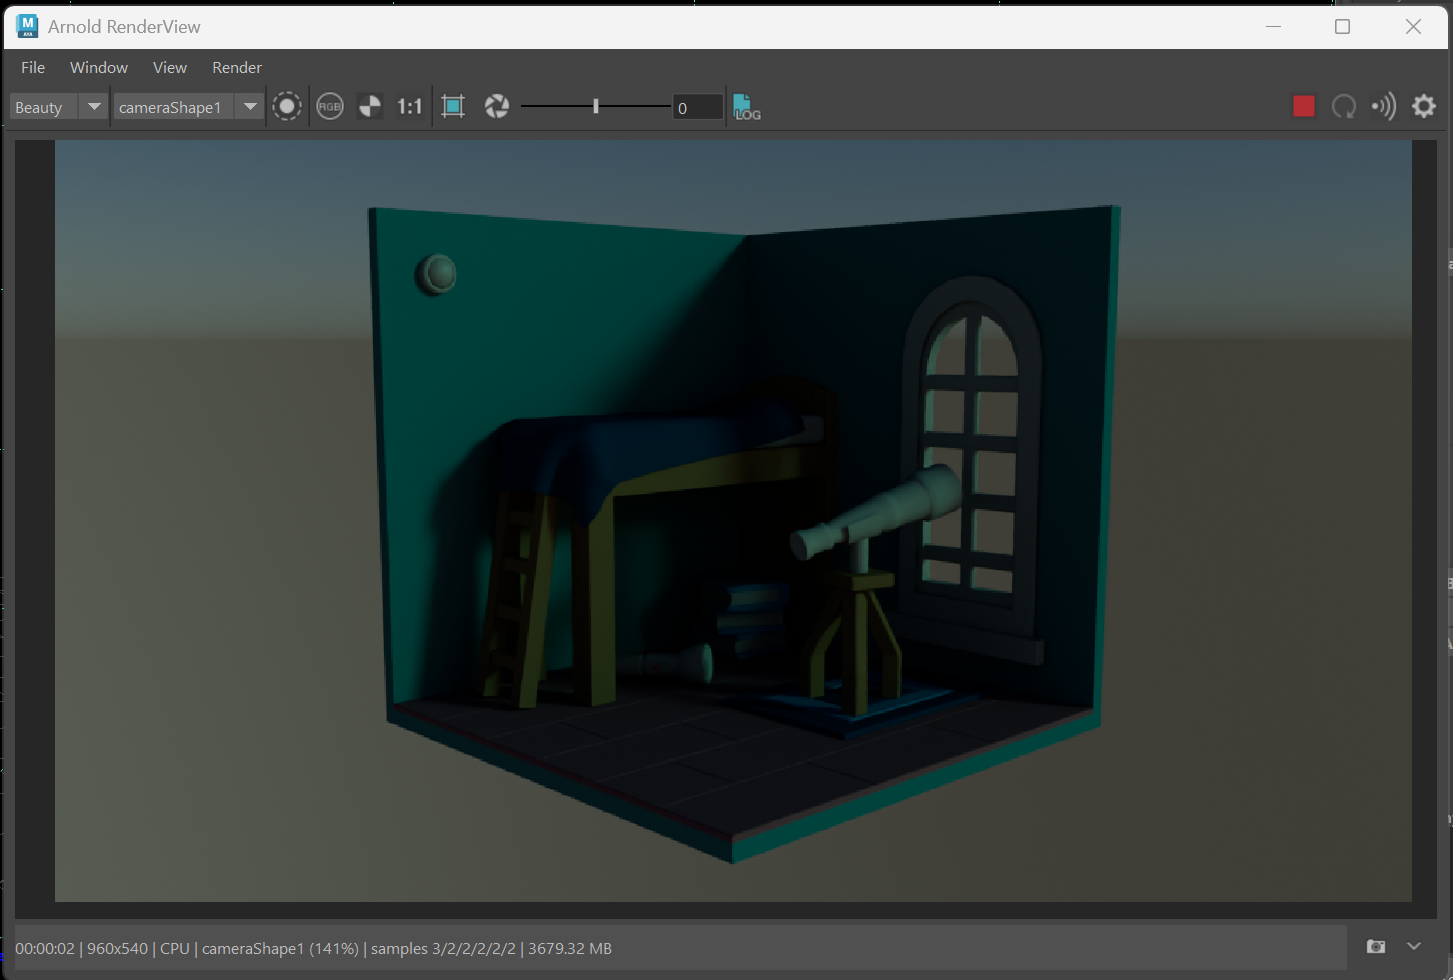 M
AYA
Arnold RenderView
File Window View Render
Beauty cameraShape1 RGB 1:1 0 LOG
00:00:02 | 960x540 | CPU | cameraShape1 (141%) | samples 3/2/2/2/2/2 | 3679.32 MB